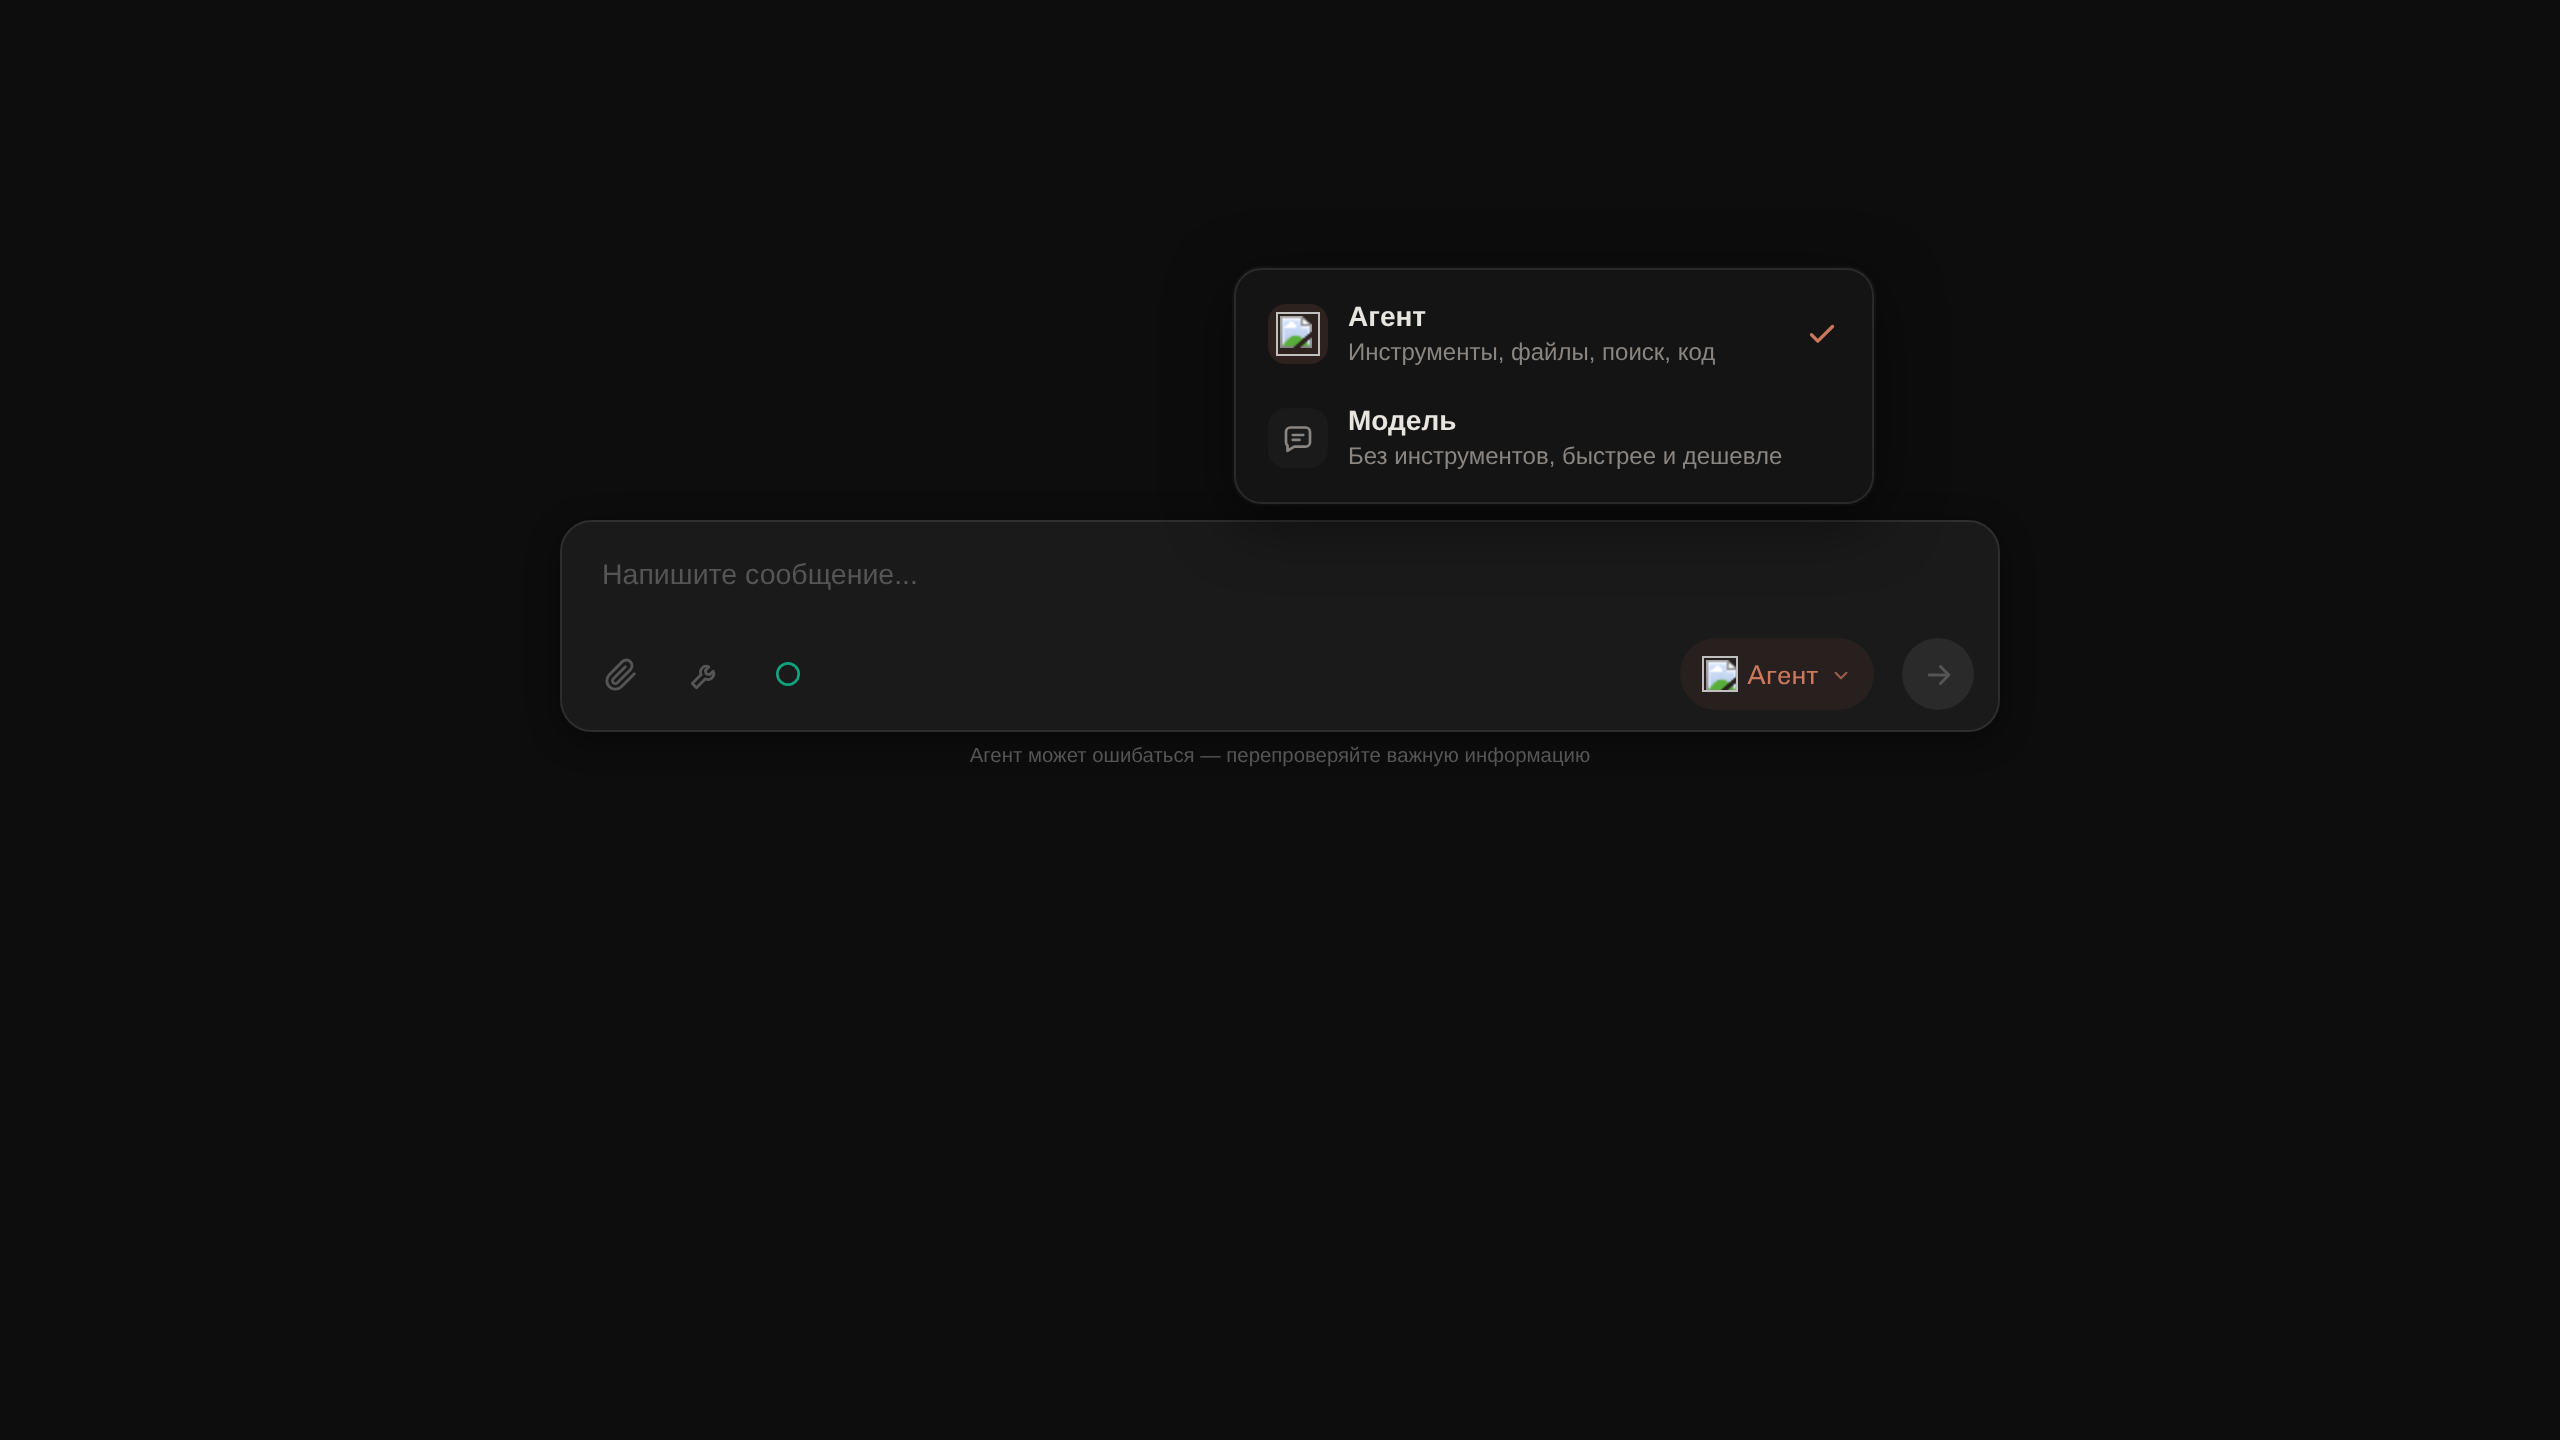 Агент
Инструменты, файлы, поиск, код
Модель
Без инструментов, быстрее и дешевле
Напишите сообщение...
Агент
Агент может ошибаться — перепроверяйте важную информацию